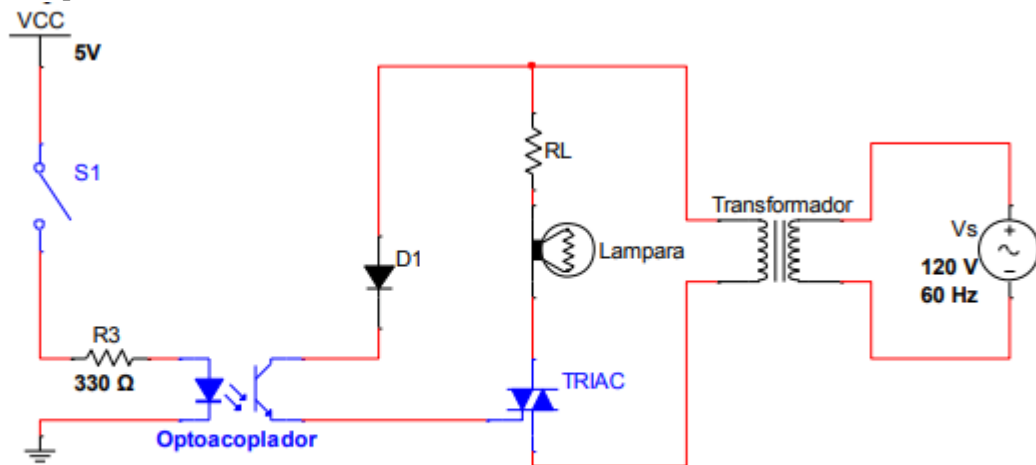 VCC
5V
S1
RL
Transformador
D1
Lampara
Vs
120 V
60 Hz
R3
330 Ω
TRIAC
Optoacoplador